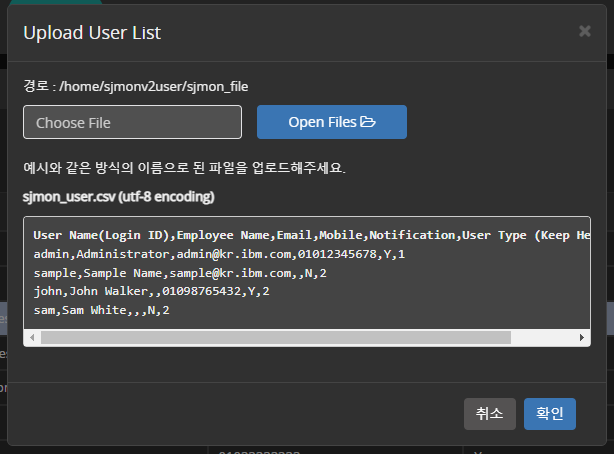 Upload User List
×
경로 : /home/sjmonv2user/sjmon_file
Choose File
Open Files
예시와 같은 방식의 이름으로 된 파일을 업로드해주세요.
sjmon_user.csv (utf-8 encoding)
User Name(Login ID),Employee Name,Email,Mobile,Notification,User Type (Keep He
admin,Administrator,admin@kr.ibm.com,01012345678,Y,1
sample,Sample Name,sample@kr.ibm.com,,N,2
john,John Walker,,01098765432,Y,2
sam,Sam White,,,N,2
취소
확인